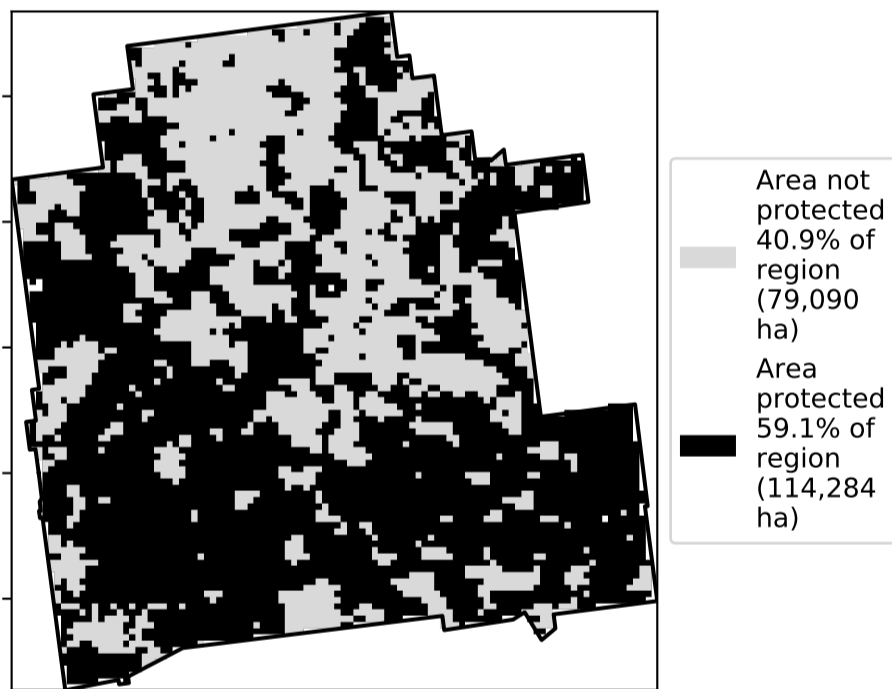 Area not
protected
40.9% of
region
(79,090
ha)
Area
protected
59.1% of
region
(114,284
ha)